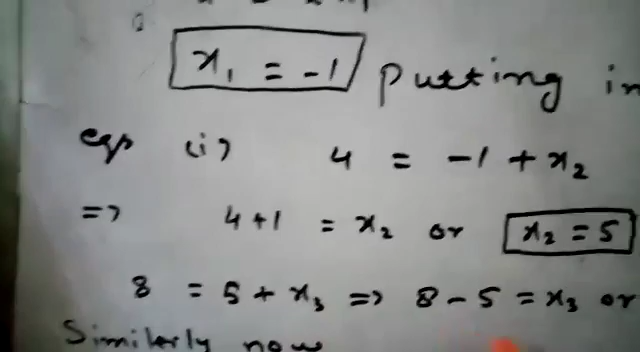 x₁ = -1 Putting in
eqn (i) 4 = -1 + x₂
=> 4+1 = x₂ or x₂ = 5
8 = 5 + x₃ => 8-5 = x₃ or
Similarly now